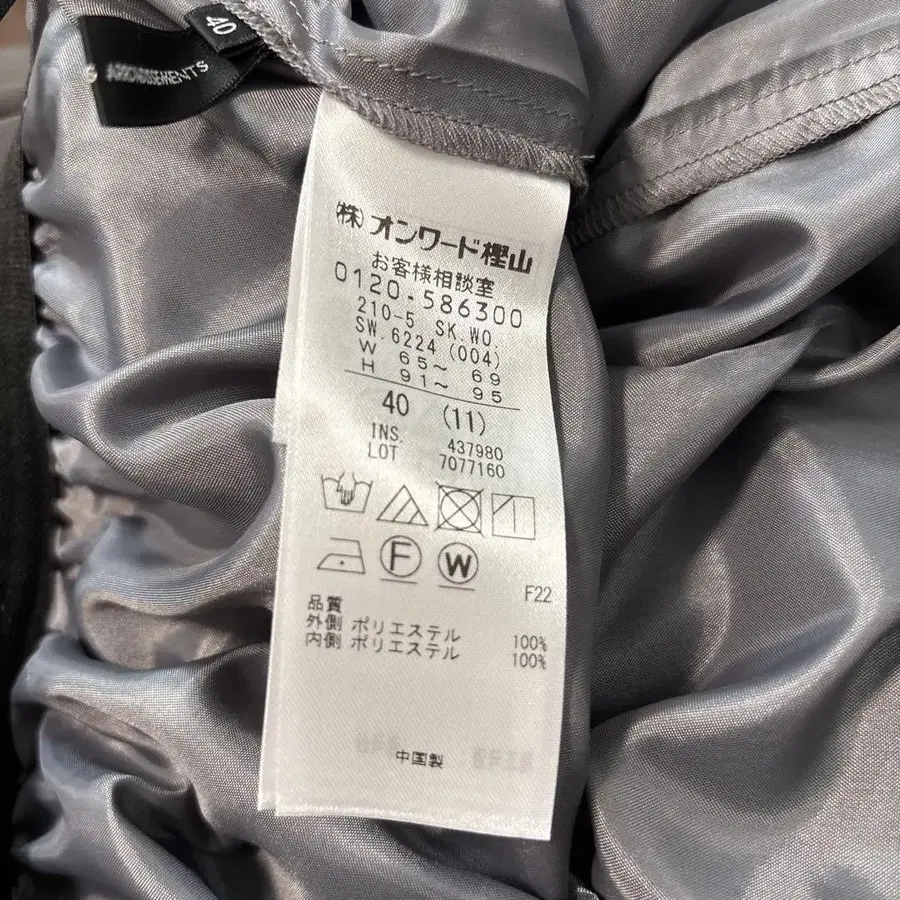 40
ARRONDISSEMENTS
(株)オンワード樫山
お客様相談室
0120-586300
210-5. SK.WO.
SW.6224(004)
W 65~ 69
H 91~ 95
40 (11)
INS. 437980
LOT 7077160
F
W
F22
品質
外側 ポリエステル 100%
内側 ポリエステル 100%
中国製